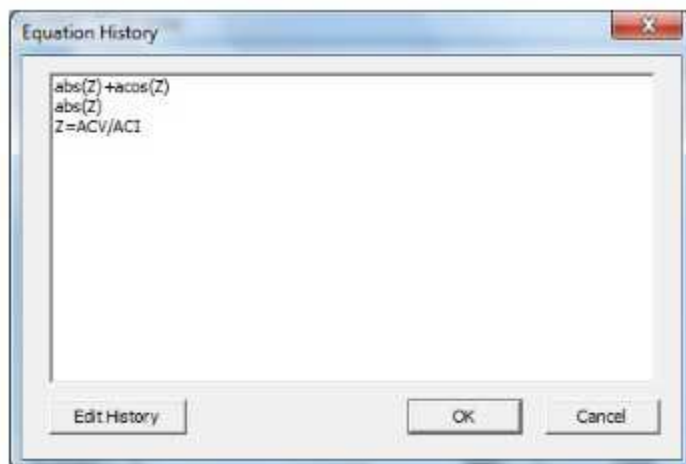 Equation History
abs(Z)+acos(Z)
abs(Z)
Z=ACV/ACI
Edit History
OK
Cancel